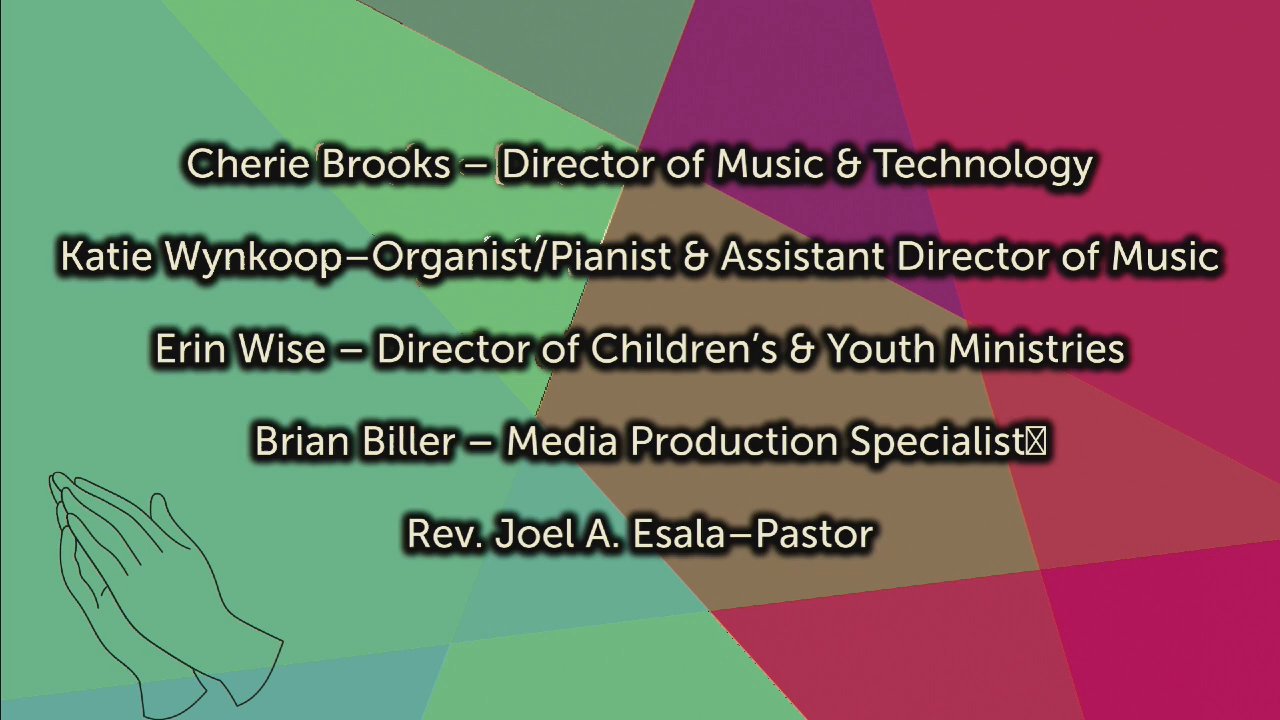 Cherie Brooks – Director of Music & Technology
Katie Wynkoop–Organist/Pianist & Assistant Director of Music
Erin Wise – Director of Children’s & Youth Ministries
Brian Biller – Media Production Specialist
Rev. Joel A. Esala–Pastor